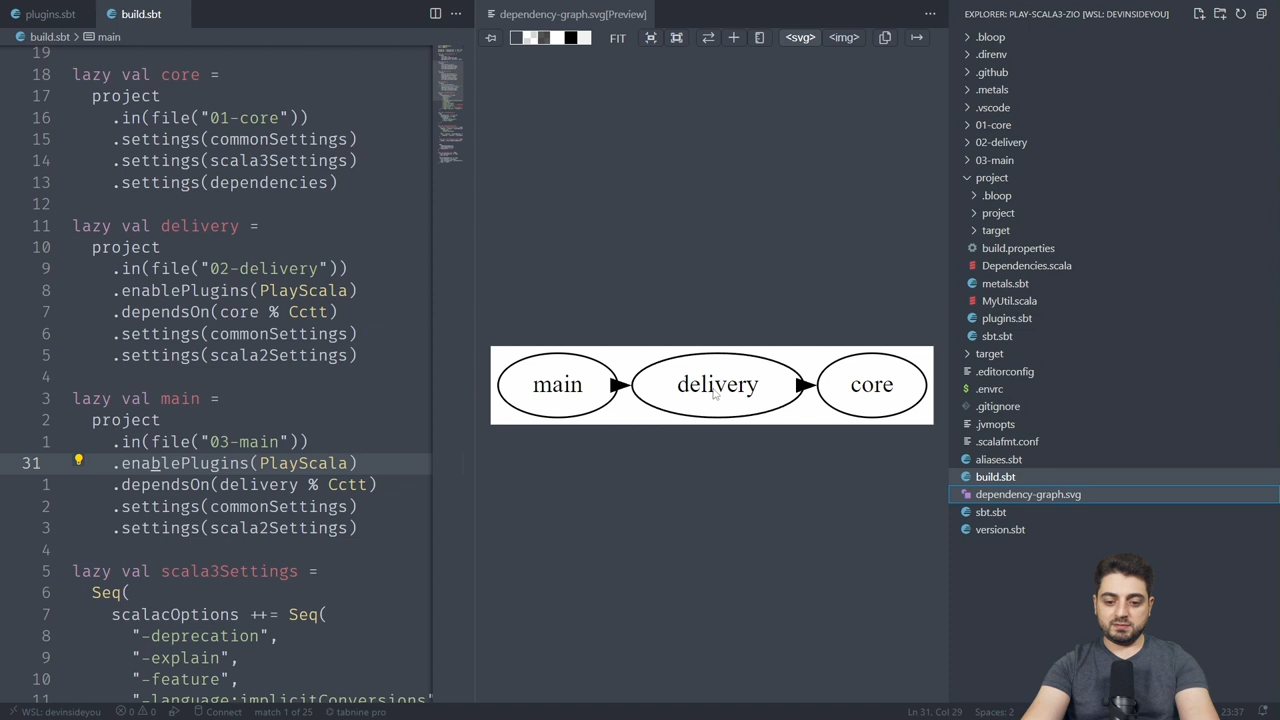 plugins.sbt
build.sbt
build.sbt > main
19
18 lazy val core =
17 project
16 .in(file("01-core"))
15 .settings(commonSettings)
14 .settings(scala3Settings)
13 .settings(dependencies)
12
11 lazy val delivery =
10 project
9 .in(file("02-delivery"))
8 .enablePlugins(PlayScala)
7 .dependsOn(core % Cctt)
6 .settings(commonSettings)
5 .settings(scala2Settings)
4
3 lazy val main =
2 project
1 .in(file("03-main"))
31 .enablePlugins(PlayScala)
1 .dependsOn(delivery % Cctt)
2 .settings(commonSettings)
3 .settings(scala2Settings)
4
5 lazy val scala3Settings =
6 Seq(
7 scalacOptions ++= Seq(
8 "-deprecation",
9 "-explain",
10 "-feature",
11 "-language:implicitConversions"
dependency-graph.svg[Preview]
FIT
<svg>
<img>
main
delivery
core
EXPLORER: PLAY-SCALA3-ZIO [WSL: DEVINSIDEYOU]
.bloop
.direnv
.github
.metals
.vscode
01-core
02-delivery
03-main
project
.bloop
project
target
build.properties
Dependencies.scala
metals.sbt
MyUtil.scala
plugins.sbt
sbt.sbt
target
.editorconfig
.envrc
.gitignore
.jvmopts
.scalafmt.conf
aliases.sbt
build.sbt
dependency-graph.svg
sbt.sbt
version.sbt
WSL: devinsideyou
0 0
Connect
match 1 of 25
tabnine pro
Ln 31, Col 29
Spaces: 2
23:37